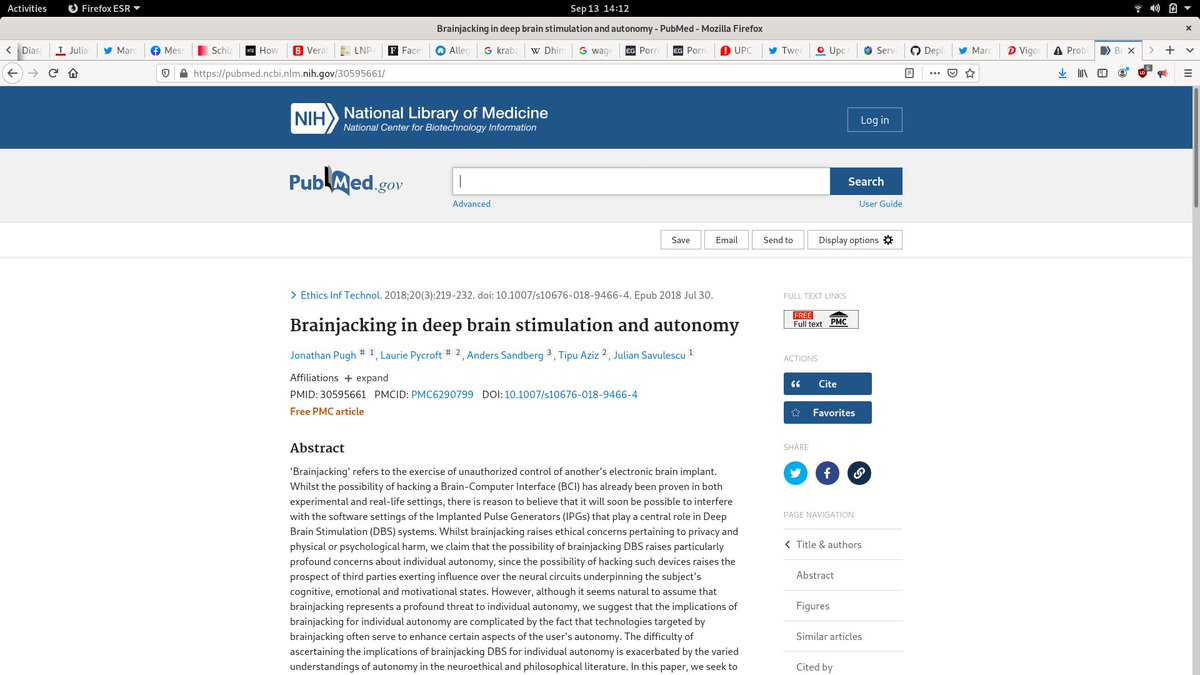 Activities Firefox ESR Sep 13 14:12
Brainjacking in deep brain stimulation and autonomy - PubMed - Mozilla Firefox
Dias Julian Marc Mess Schiz How Vera LNP Face Alleg kraba Dhin wage Porn Porn UPC Twee Upc Servi Depl Marc Vigo Prob Br
https://pubmed.ncbi.nlm.nih.gov/30595661/
NIH National Library of Medicine
National Center for Biotechnology Information
Log in
PubMed.gov
Search
Advanced
User Guide
Save Email Send to Display options
Ethics Inf Technol. 2018;20(3):219-232. doi: 10.1007/s10676-018-9466-4. Epub 2018 Jul 30.
Brainjacking in deep brain stimulation and autonomy
Jonathan Pugh # 1, Laurie Pycroft # 2, Anders Sandberg 3, Tipu Aziz 2, Julian Savulescu 1
Affiliations + expand
PMID: 30595661 PMCID: PMC6290799 DOI: 10.1007/s10676-018-9466-4
Free PMC article
Abstract
'Brainjacking' refers to the exercise of unauthorized control of another's electronic brain implant.
Whilst the possibility of hacking a Brain-Computer Interface (BCI) has already been proven in both
experimental and real-life settings, there is reason to believe that it will soon be possible to interfere
with the software settings of the Implanted Pulse Generators (IPGs) that play a central role in Deep
Brain Stimulation (DBS) systems. Whilst brainjacking raises ethical concerns pertaining to privacy and
physical or psychological harm, we claim that the possibility of brainjacking DBS raises particularly
profound concerns about individual autonomy, since the possibility of hacking such devices raises the
prospect of third parties exerting influence over the neural circuits underpinning the subject's
cognitive, emotional and motivational states. However, although it seems natural to assume that
brainjacking represents a profound threat to individual autonomy, we suggest that the implications of
brainjacking for individual autonomy are complicated by the fact that technologies targeted by
brainjacking often serve to enhance certain aspects of the user's autonomy. The difficulty of
ascertaining the implications of brainjacking DBS for individual autonomy is exacerbated by the varied
understandings of autonomy in the neuroethical and philosophical literature. In this paper, we seek to
FULL TEXT LINKS
FREE
Full text PMC
ACTIONS
Cite
Favorites
SHARE
PAGE NAVIGATION
Title & authors
Abstract
Figures
Similar articles
Cited by